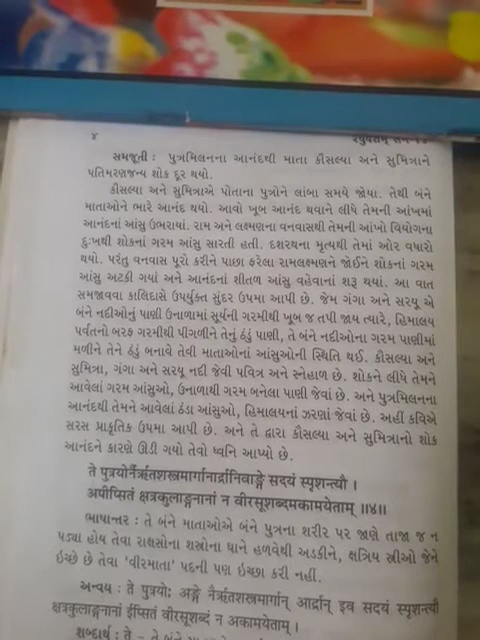 ૪ રઘુવંશમ્ સર્ગ-૧૪
સમજૂતી : પુત્રમિલનના આનંદથી માતા કૌસલ્યા અને સુમિત્રાને
પતિમરણજન્ય શોક દૂર થયો.
કૌસલ્યા અને સુમિત્રાએ પોતાના પુત્રોને લાંબા સમયે જોયા. તેથી બંને
માતાઓને ભારે આનંદ થયો. આવો ખૂબ આનંદ થવાને લીધે તેમની આંખમાં
આનંદનાં આંસુ ઉભરાયાં. રામ અને લક્ષ્મણના વનવાસથી તેમની આંખો વિયોગના
દુઃખથી શોકનાં ગરમ આંસુ સારતી હતી. દશરથના મૃત્યથી તેમાં ઓર વધારો
થયો. પરંતુ વનવાસ પૂરો કરીને પાછા ફરેલા રામલક્ષ્મણને જોઈને શોકનાં ગરમ
આંસુ અટકી ગયાં અને આનંદનાં શીતળ આંસુ વહેવાનાં શરૂ થયાં. આ વાત
સમજાવવા કાલિદાસે ઉપર્યુક્ત સુંદર ઉપમા આપી છે. જેમ ગંગા અને સરયૂ એ
બંને નદીઓનું પાણી ઉનાળામાં સૂર્યની ગરમીથી ખૂબ જ તપી જાય ત્યારે, હિમાલય
પર્વતનો બરફ ગરમીથી પીગળીને તેનું ઠંડું પાણી, તે બંને નદીઓના ગરમ પાણીમાં
મળીને તેને ઠંડું બનાવે તેવી માતાઓનાં આંસુઓની સ્થિતિ થઈ. કૌસલ્યા અને
સુમિત્રા, ગંગા અને સરયૂ નદી જેવી પવિત્ર અને સ્નેહાળ છે. શોકને લીધે તેમને
આવેલાં ગરમ આંસુઓ, ઉનાળાથી ગરમ બનેલા પાણી જેવાં છે. અને પુત્રમિલનના
આનંદથી તેમને આવેલાં ઠંડા આંસુઓ, હિમાલયનાં ઝરણાં જેવાં છે. અહીં કવિએ
સરસ પ્રાકૃતિક ઉપમા આપી છે. અને તે દ્વારા કૌસલ્યા અને સુમિત્રાનો શોક
આનંદને કારણે ઊડી ગયો તેવો ધ્વનિ આપ્યો છે.
ते पुत्रयोर्नैर्ऋतशस्त्रमार्गानार्द्रानिवाङ्गे सदयं स्पृशन्त्यौ ।
अपीप्सितं क्षत्रकुलाङ्गनानां न वीरसूशब्दमकामयेताम् ॥४॥
ભાષાન્તર : તે બંને માતાઓએ બંને પુત્રના શરીર પર જાણે તાજા જ ન
પડ્યા હોય તેવા રાક્ષસોના શસ્ત્રોના ઘાને હળવેથી અડકીને, ક્ષત્રિય સ્ત્રીઓ જેને
ઇચ્છે છે તેવા 'વીરમાતા' પદની પણ ઇચ્છા કરી નહીં.
अन्वय : ते पुत्रयोः अङ्गे नैर्ऋतशस्त्रमार्गान् आर्द्रान् इव सदयं स्पृशन्त्यौ
क्षत्रकुलाङ्गनानां ईप्सितं वीरसूशब्दं न अकामयेताम् ।
શબ્દાર્થ : તે -